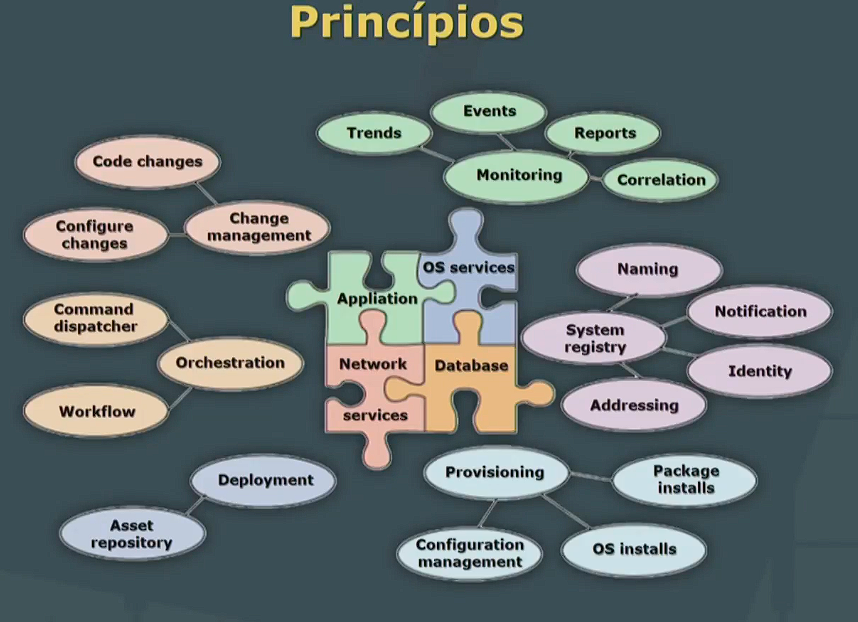 Princípios
Events
Trends
Reports
Monitoring
Correlation
Code changes
Configure
changes
Change
management
OS services
Appliation
Network
services
Database
Naming
Notification
System
registry
Identity
Addressing
Command
dispatcher
Orchestration
Workflow
Deployment
Asset
repository
Provisioning
Package
installs
Configuration
management
OS installs